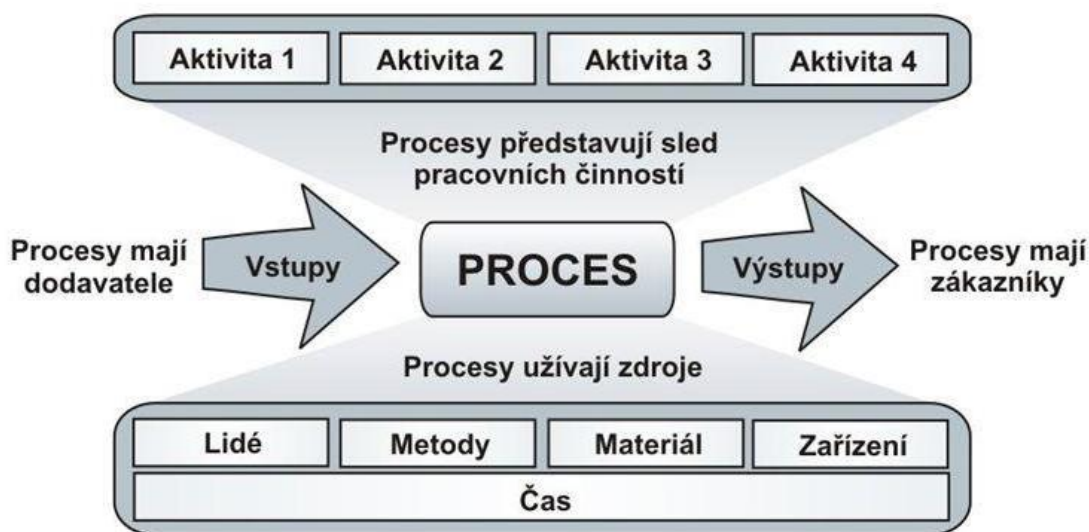 Aktivita 1
Aktivita 2
Aktivita 3
Aktivita 4
Procesy představují sled
pracovních činností
Procesy mají
dodavatele
Vstupy
PROCES
Výstupy
Procesy mají
zákazníky
Procesy užívají zdroje
Lidé
Metody
Materiál
Zařízení
Čas